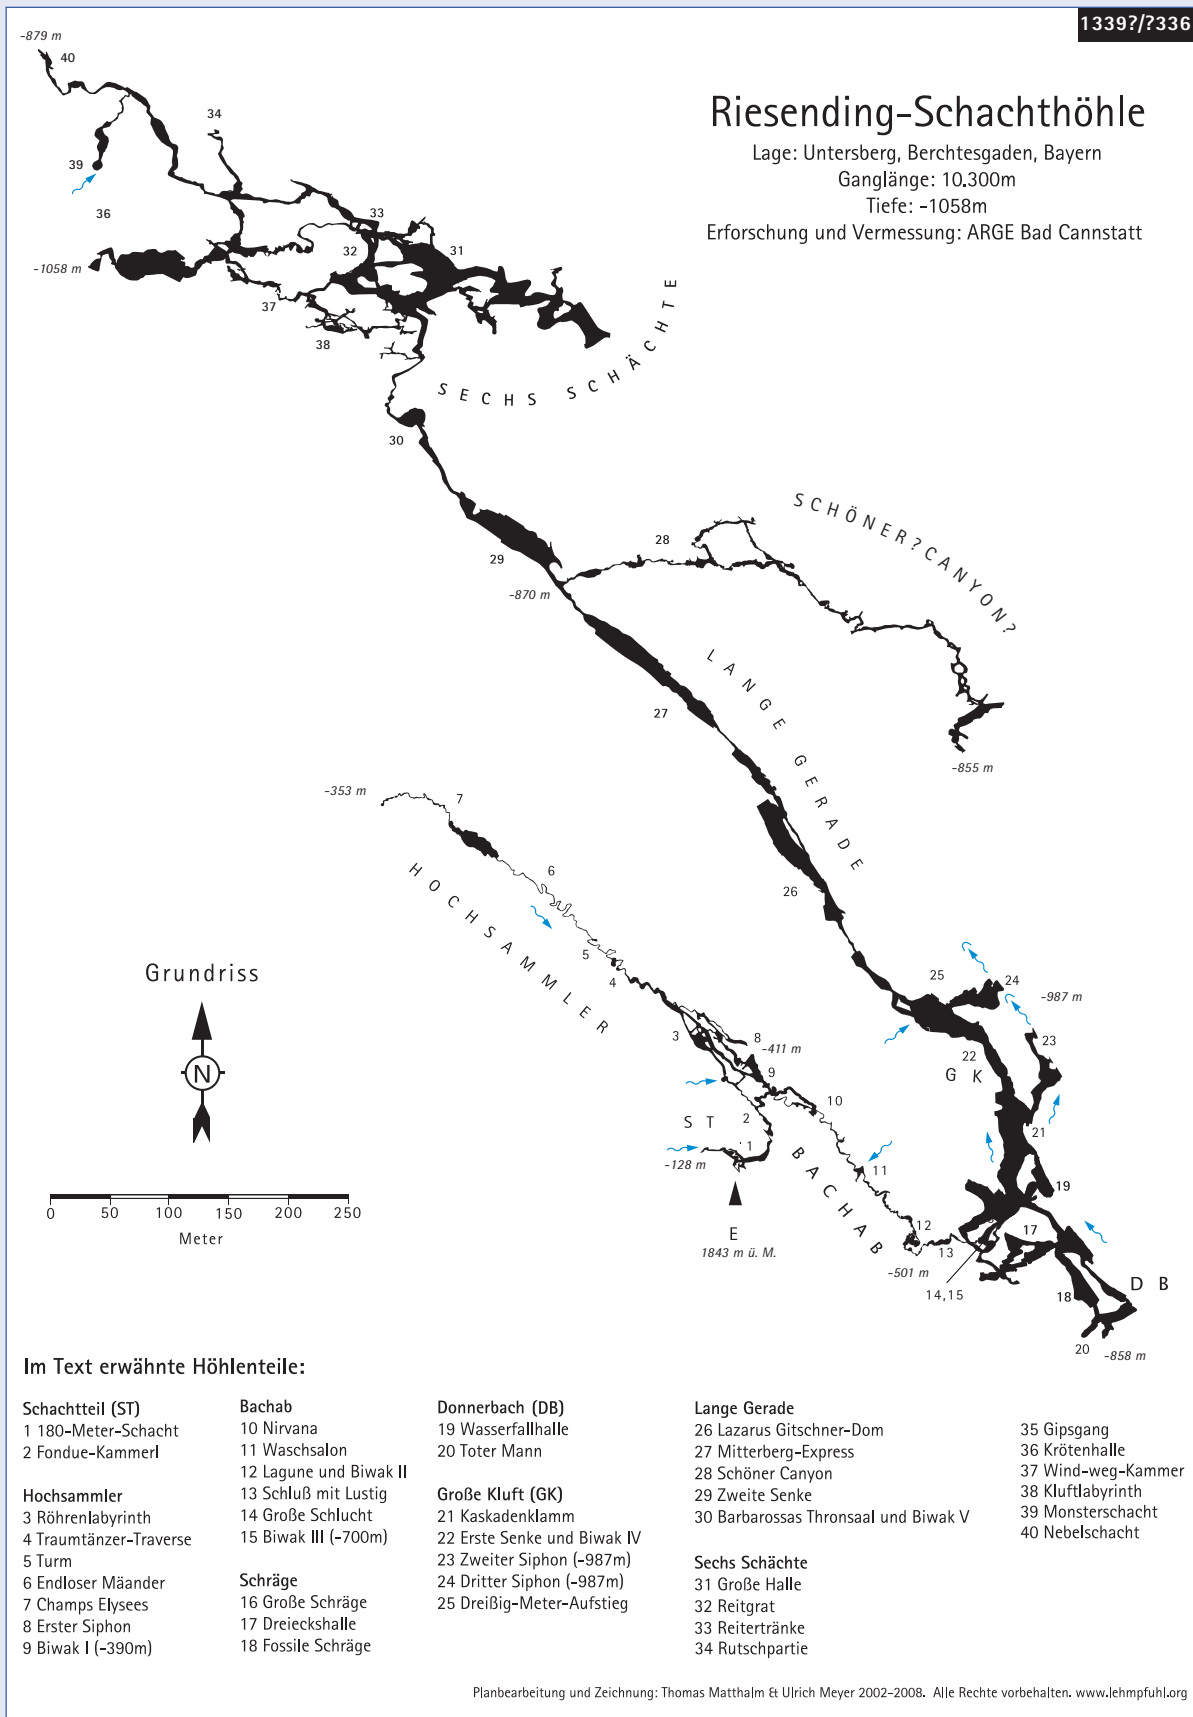 1339?/?336
Riesending-Schachthöhle
Lage: Untersberg, Berchtesgaden, Bayern
Ganglänge: 10.300m
Tiefe: -1058m
Erforschung und Vermessung: ARGE Bad Cannstatt
-879 m
40
34
39
36
33
32
31
-1058 m
37
38
SECHS SCHÄCHTE
30
29
28
-870 m
SCHÖNER?CANYON?
LANGE GERADE
27
-855 m
-353 m
7
6
26
HOCHSAMMLER
5
4
25
24
-987 m
3
8
-411 m
9
22
23
G K
10
2
S T
1
21
-128 m
11
BACHAB
19
12
17
E
1843 m ü. M.
13
-501 m
14,15
18
D B
20
-858 m
Grundriss
N
0 50 100 150 200 250
Meter
Im Text erwähnte Höhlenteile:
Schachtteil (ST)
1 180-Meter-Schacht
2 Fondue-Kammerl
Hochsammler
3 Röhrenlabyrinth
4 Traumtänzer-Traverse
5 Turm
6 Endloser Mäander
7 Champs Elysees
8 Erster Siphon
9 Biwak I (-390m)
Bachab
10 Nirvana
11 Waschsalon
12 Lagune und Biwak II
13 Schluß mit Lustig
14 Große Schlucht
15 Biwak III (-700m)
Schräge
16 Große Schräge
17 Dreieckshalle
18 Fossile Schräge
Donnerbach (DB)
19 Wasserfallhalle
20 Toter Mann
Große Kluft (GK)
21 Kaskadenklamm
22 Erste Senke und Biwak IV
23 Zweiter Siphon (-987m)
24 Dritter Siphon (-987m)
25 Dreißig-Meter-Aufstieg
Lange Gerade
26 Lazarus Gitschner-Dom
27 Mitterberg-Express
28 Schöner Canyon
29 Zweite Senke
30 Barbarossas Thronsaal und Biwak V
Sechs Schächte
31 Große Halle
32 Reitgrat
33 Reitertränke
34 Rutschpartie
35 Gipsgang
36 Krötenhalle
37 Wind-weg-Kammer
38 Kluftlabyrinth
39 Monsterschacht
40 Nebelschacht
Planbearbeitung und Zeichnung: Thomas Matthalm & Ulrich Meyer 2002-2008. Alle Rechte vorbehalten. www.lehmpfuhl.org